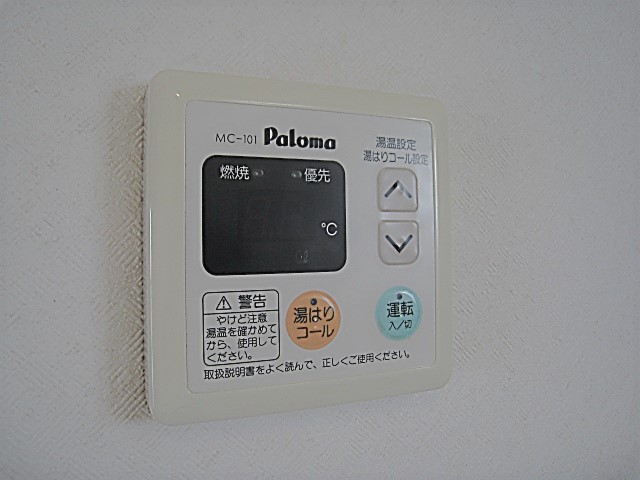 MC-101 Paloma
湯温設定
湯はりコール設定
燃焼 優先
℃
警告
やけど注意
湯温を確かめて
から、使用して
ください。
湯はり
コール
運転
入/切
取扱説明書をよく読んで、正しくご使用ください。